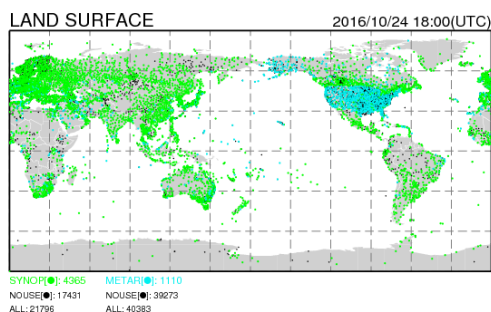 LAND SURFACE 2016/10/24 18:00(UTC)
SYNOP[●]: 4365 METAR[●]: 1110
NOUSE[●]: 17431 NOUSE[●]: 39273
ALL: 21796 ALL: 40383